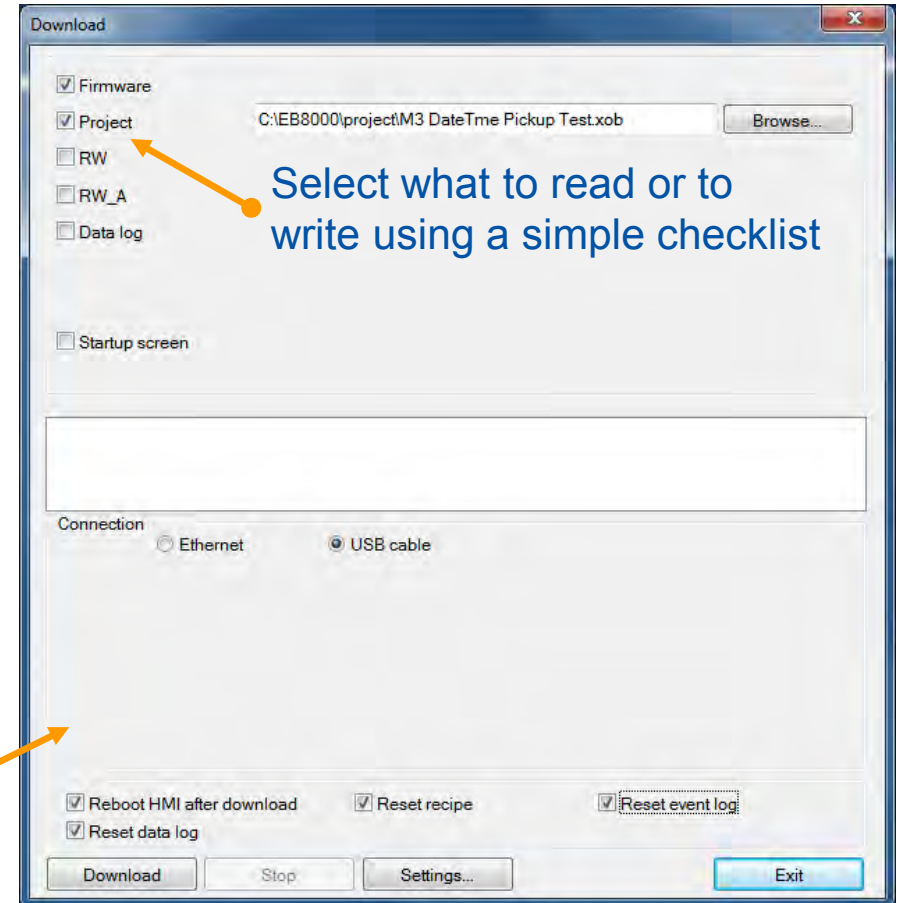 Download
Firmware
Project C:\EB8000\project\M3 DateTme Pickup Test.xob Browse...
RW
RW_A
Data log
Select what to read or to
write using a simple checklist
Startup screen
Connection
Ethernet USB cable
Reboot HMI after download Reset recipe Reset event log
Reset data log
Download Stop Settings... Exit